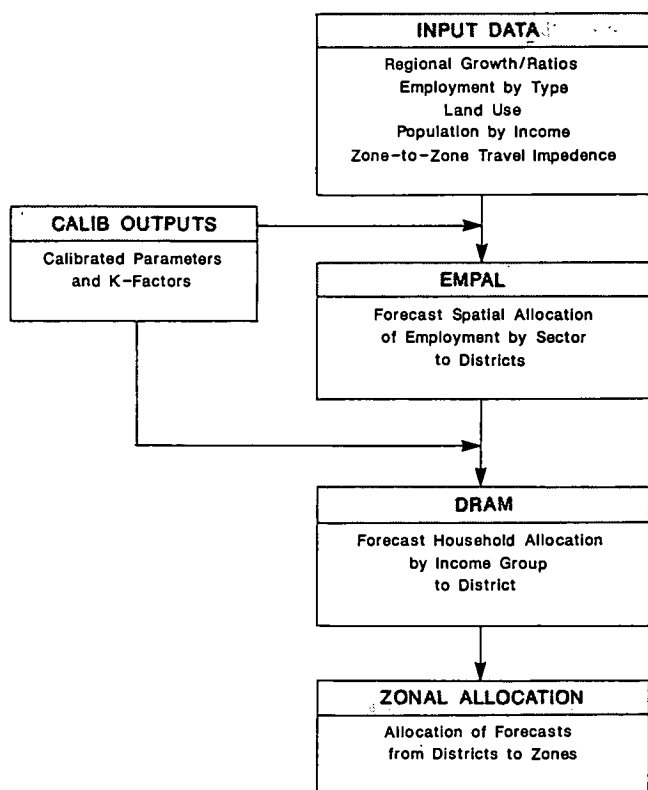 INPUT DATA
Regional Growth/Ratios
Employment by Type
Land Use
Population by Income
Zone-to-Zone Travel Impedence
CALIB OUTPUTS
Calibrated Parameters
and K-Factors
EMPAL
Forecast Spatial Allocation
of Employment by Sector
to Districts
DRAM
Forecast Household Allocation
by Income Group
to District
ZONAL ALLOCATION
Allocation of Forecasts
from Districts to Zones